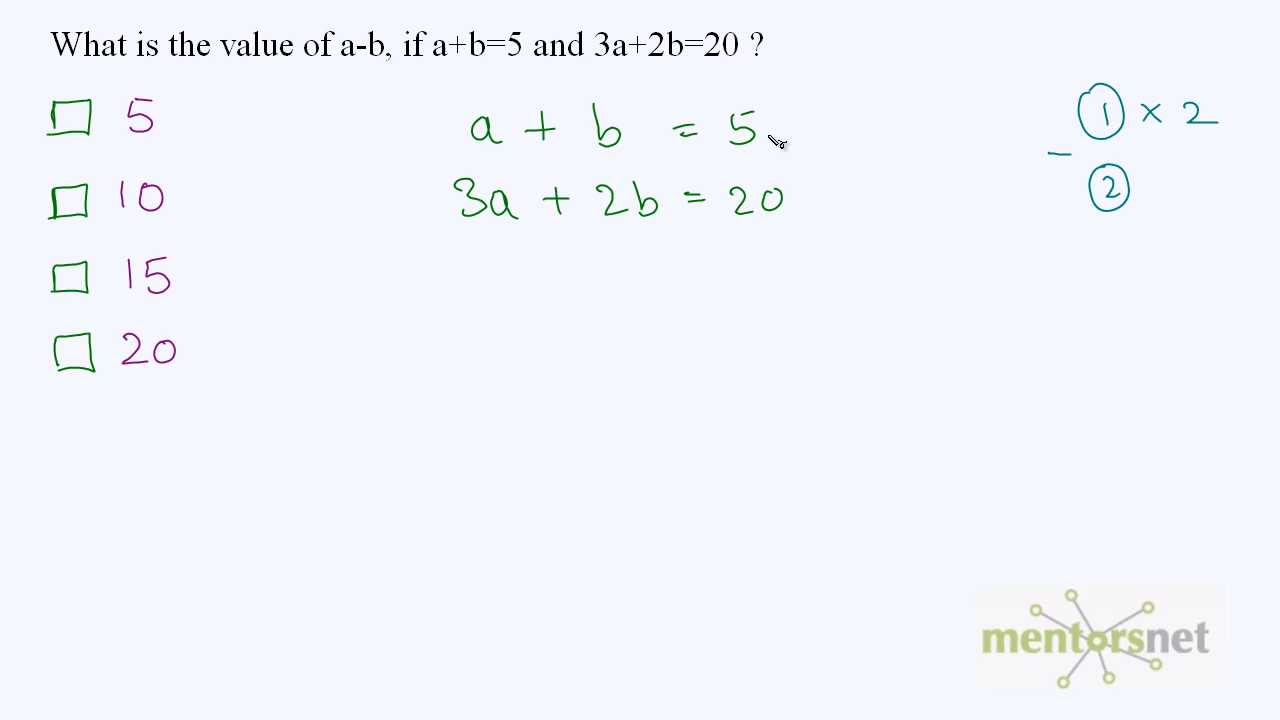 What is the value of a-b, if a+b=5 and 3a+2b=20 ?
5
10
15
20
a + b = 5
3a + 2b = 20
1 × 2
-
2
mentorsnet